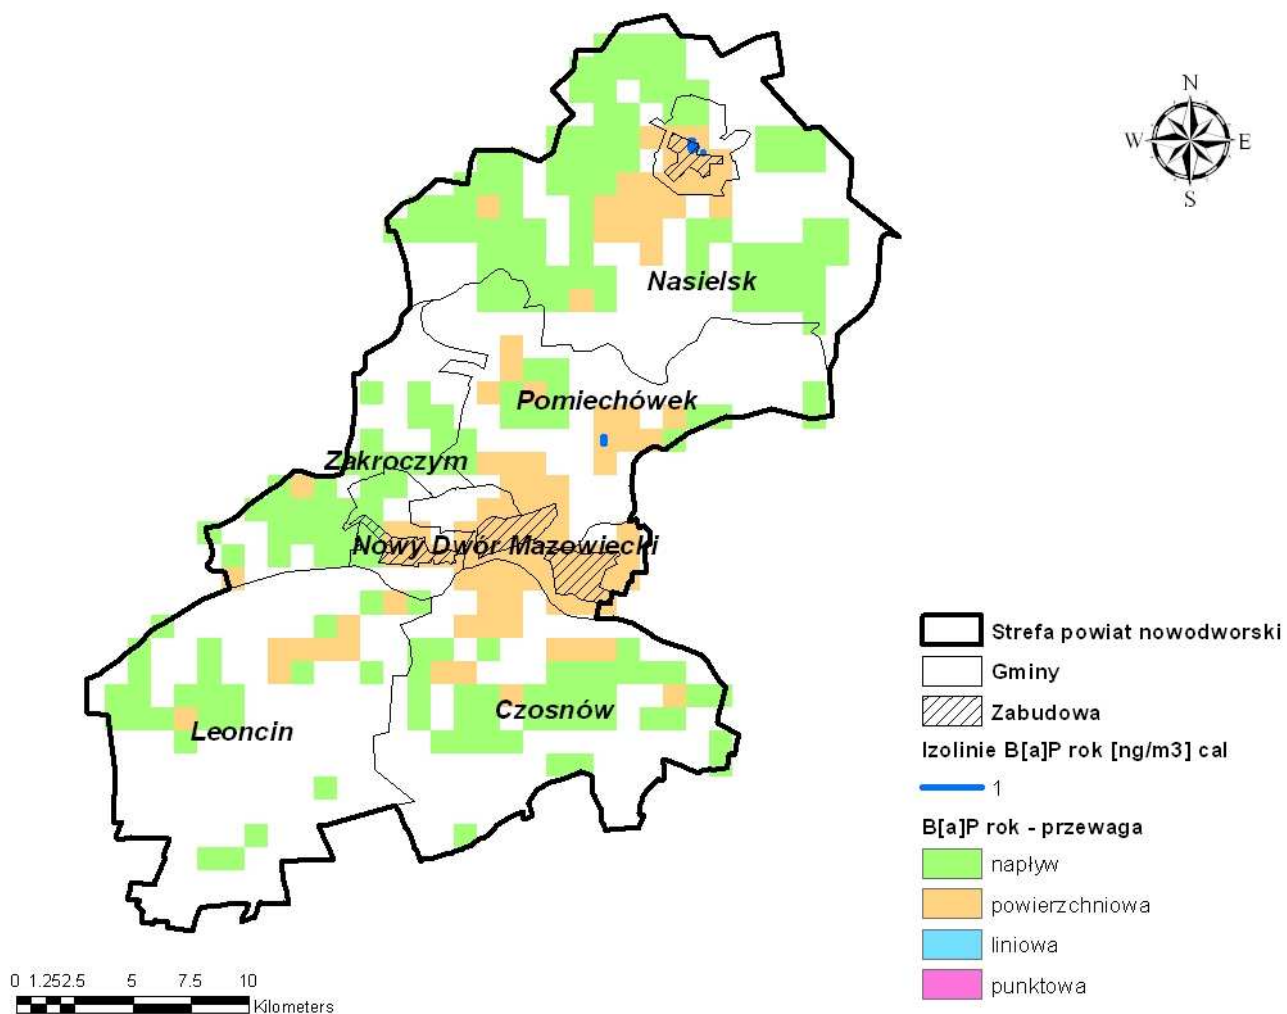 N
W
E
S
Nasielsk
Pomiechówek
Zakroczym
Nowy Dwór Mazowiecki
Czosnów
Leoncin
Strefa powiat nowodworski
Gminy
Zabudowa
Izolinie B[a]P rok [ng/m3] cal
1
B[a]P rok - przewaga
napływ
powierzchniowa
liniowa
punktowa
0 1.252.5 5 7.5 10
Kilometers